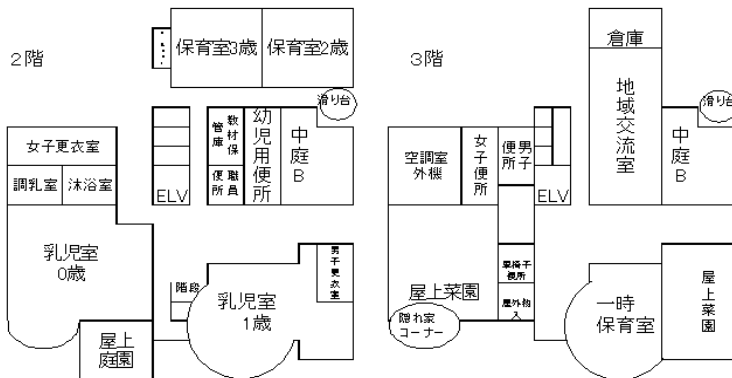 2階
保育室3歳
保育室2歳
滑り台
女子更衣室
調乳室
沐浴室
ELV
管庫
教材保
便所
職員
幼児用便所
中庭B
乳児室
0歳
階段
乳児室
1歳
男子更衣室
屋上
庭園
3階
倉庫
地域交流室
滑り台
空調室
外機
女子便所
便所
男子
ELV
中庭B
屋上菜園
車椅子
便所
屋外物
入
隠れ家
コーナー
一時
保育室
屋上菜園